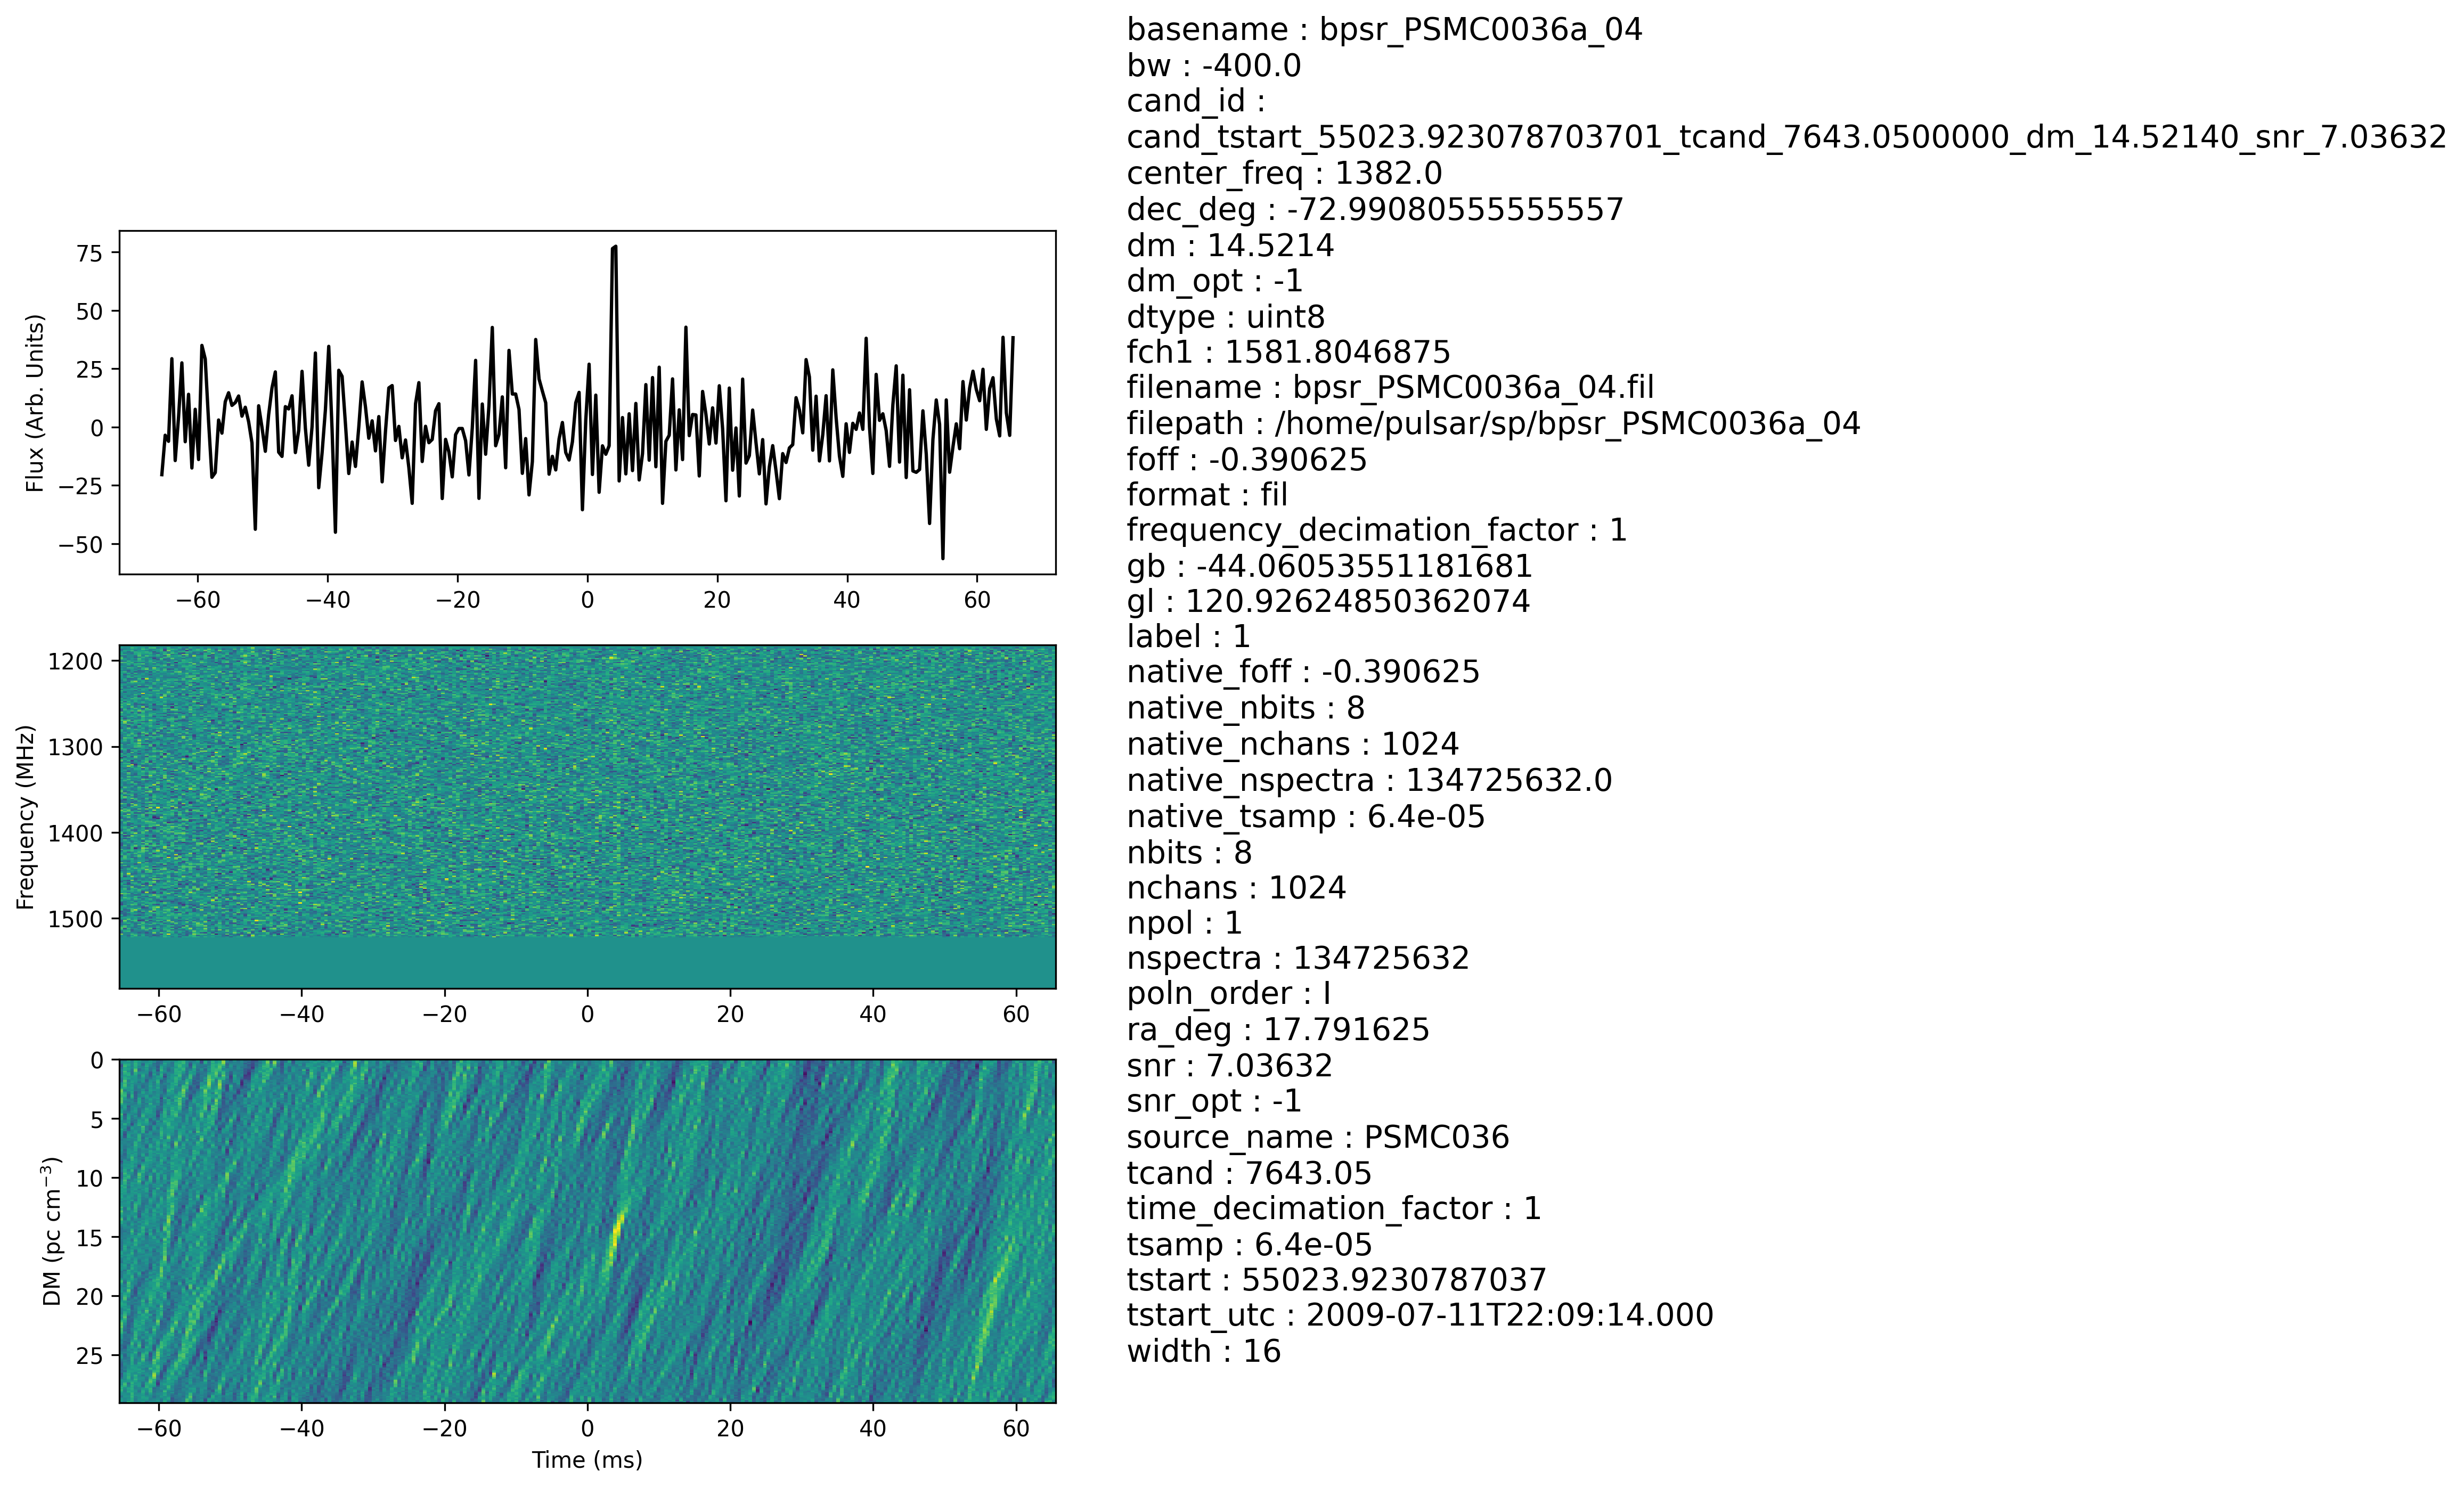 basename : bpsr_PSMC0036a_04
bw : -400.0
cand_id :
cand_tstart_55023.923078703701_tcand_7643.0500000_dm_14.52140_snr_7.03632
center_freq : 1382.0
dec_deg : -72.99080555555557
dm : 14.5214
dm_opt : -1
dtype : uint8
fch1 : 1581.8046875
filename : bpsr_PSMC0036a_04.fil
filepath : /home/pulsar/sp/bpsr_PSMC0036a_04
foff : -0.390625
format : fil
frequency_decimation_factor : 1
gb : -44.06053551181681
gl : 120.92624850362074
label : 1
native_foff : -0.390625
native_nbits : 8
native_nchans : 1024
native_nspectra : 134725632.0
native_tsamp : 6.4e-05
nbits : 8
nchans : 1024
npol : 1
nspectra : 134725632
poln_order : I
ra_deg : 17.791625
snr : 7.03632
snr_opt : -1
source_name : PSMC036
tcand : 7643.05
time_decimation_factor : 1
tsamp : 6.4e-05
tstart : 55023.9230787037
tstart_utc : 2009-07-11T22:09:14.000
width : 16
Flux (Arb. Units)
75
50
25
0
−25
−50
−60 −40 −20 0 20 40 60
Frequency (MHz)
1200
1300
1400
1500
−60 −40 −20 0 20 40 60
DM (pc cm⁻³)
0
5
10
15
20
25
−60 −40 −20 0 20 40 60
Time (ms)